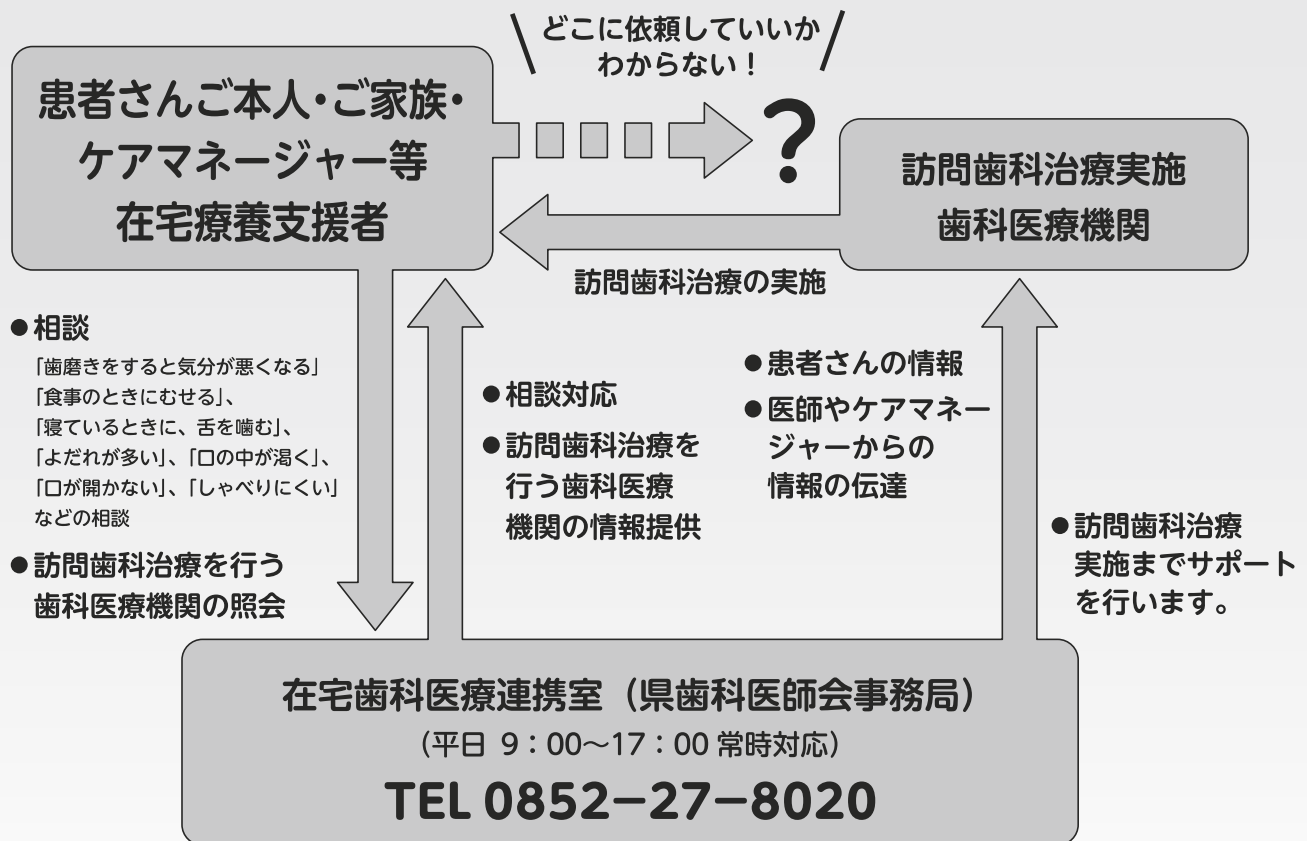 どこに依頼していいか
わからない！
患者さんご本人・ご家族・
ケアマネージャー等
在宅療養支援者
？
訪問歯科治療実施
歯科医療機関
訪問歯科治療の実施
●相談
「歯磨きをすると気分が悪くなる」
「食事のときにむせる」、
「寝ているときに、舌を噛む」、
「よだれが多い」、「口の中が渇く」、
「口が開かない」、「しゃべりにくい」
などの相談
●訪問歯科治療を行う
歯科医療機関の照会
●相談対応
●訪問歯科治療を
行う歯科医療
機関の情報提供
●患者さんの情報
●医師やケアマネー
ジャーからの
情報の伝達
●訪問歯科治療
実施までサポート
を行います。
在宅歯科医療連携室（県歯科医師会事務局）
（平日 9：00〜17：00 常時対応）
TEL 0852−27−8020